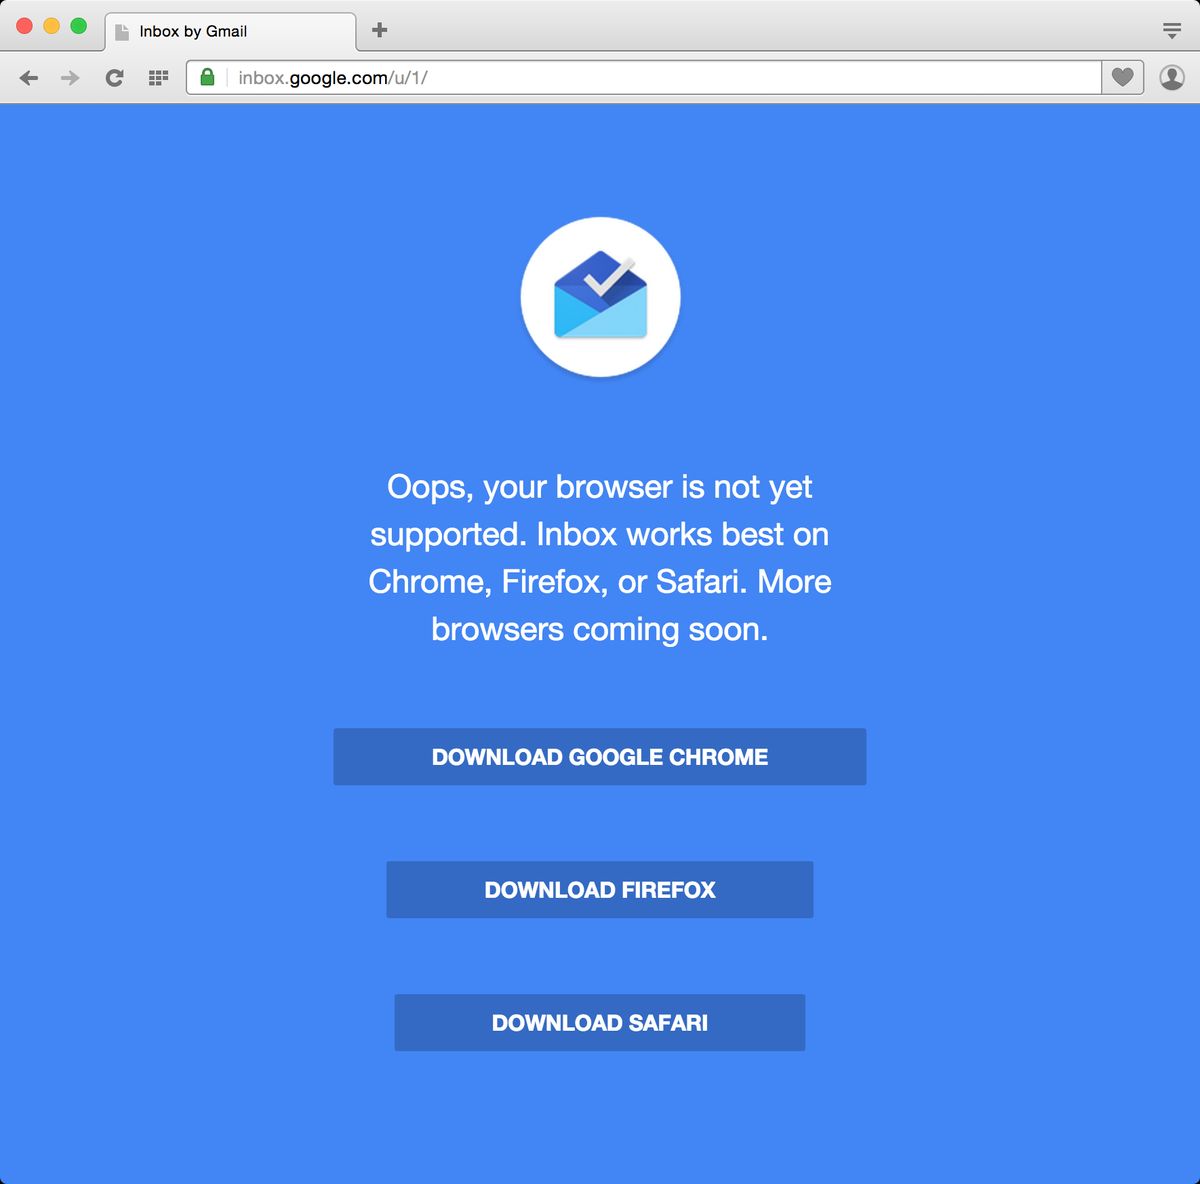 Inbox by Gmail
inbox.google.com/u/1/
Oops, your browser is not yet
supported. Inbox works best on
Chrome, Firefox, or Safari. More
browsers coming soon.
DOWNLOAD GOOGLE CHROME
DOWNLOAD FIREFOX
DOWNLOAD SAFARI